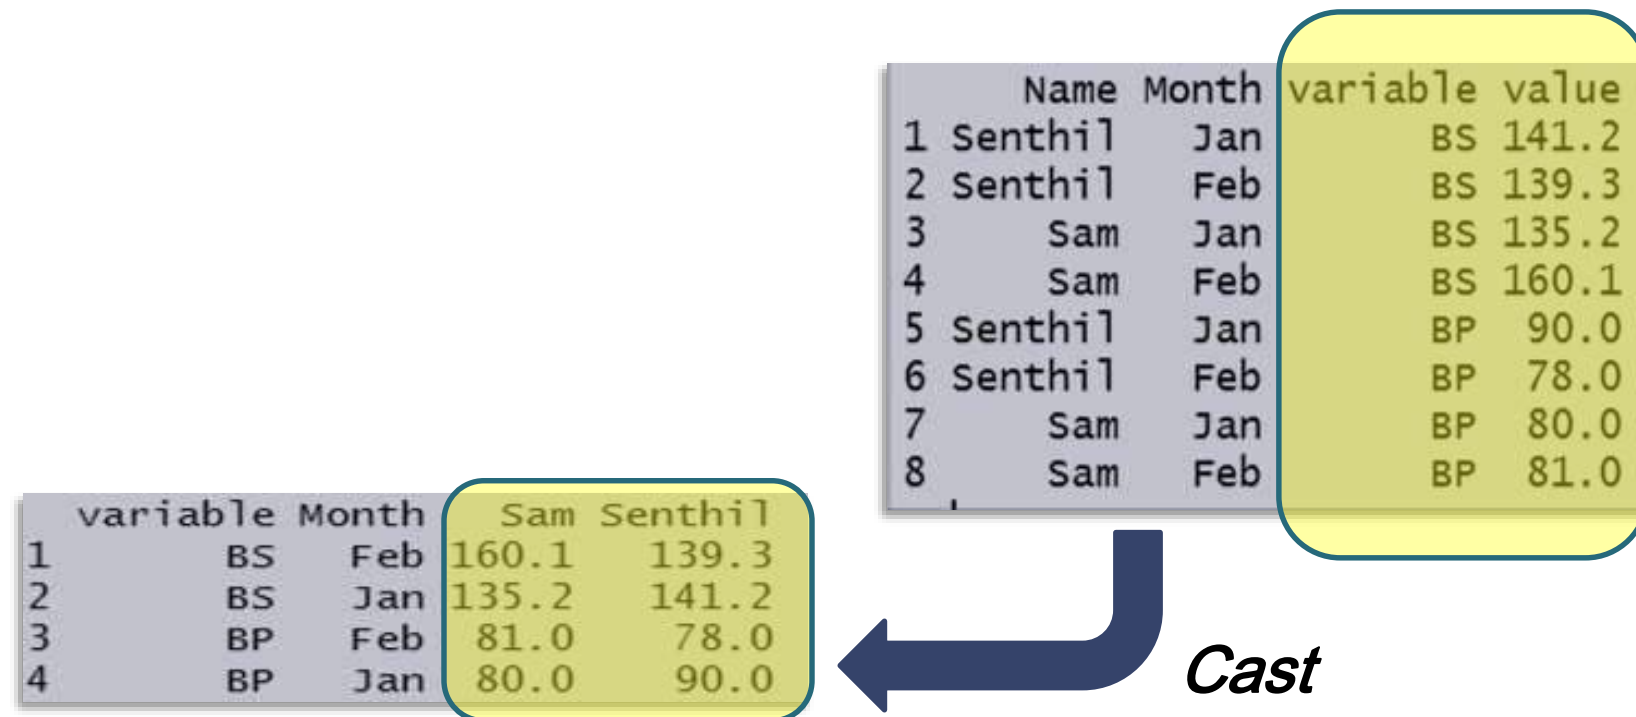 Name Month variable value
1 Senthil Jan BS 141.2
2 Senthil Feb BS 139.3
3 Sam Jan BS 135.2
4 Sam Feb BS 160.1
5 Senthil Jan BP 90.0
6 Senthil Feb BP 78.0
7 Sam Jan BP 80.0
8 Sam Feb BP 81.0
variable Month Sam Senthil
1 BS Feb 160.1 139.3
2 BS Jan 135.2 141.2
3 BP Feb 81.0 78.0
4 BP Jan 80.0 90.0
Cast